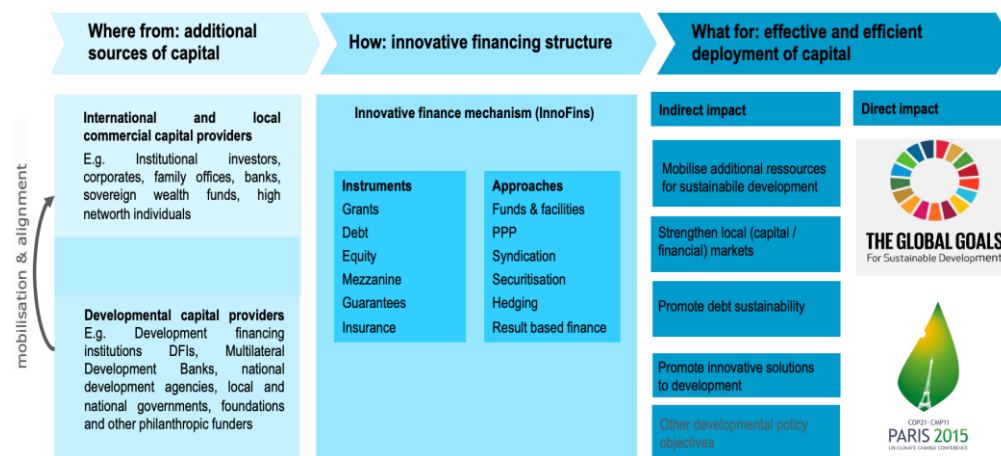 Where from: additional
sources of capital
How: innovative financing structure
What for: effective and efficient
deployment of capital
mobilisation & alignment
International and local
commercial capital providers
E.g. Institutional investors,
corporates, family offices, banks,
sovereign wealth funds, high
networth individuals
Developmental capital providers
E.g. Development financing
institutions DFIs, Multilateral
Development Banks, national
development agencies, local and
national governments, foundations
and other philanthropic funders
Innovative finance mechanism (InnoFins)
Instruments
Grants
Debt
Equity
Mezzanine
Guarantees
Insurance
Approaches
Funds & facilities
PPP
Syndication
Securitisation
Hedging
Result based finance
Indirect impact
Mobilise additional ressources
for sustainabile development
Strengthen local (capital /
financial) markets
Promote debt sustainability
Promote innovative solutions
to development
Other developmental policy
objectives
Direct impact
THE GLOBAL GOALS
For Sustainable Development
COP21·CMP11
PARIS 2015
UN CLIMATE CHANGE CONFERENCE